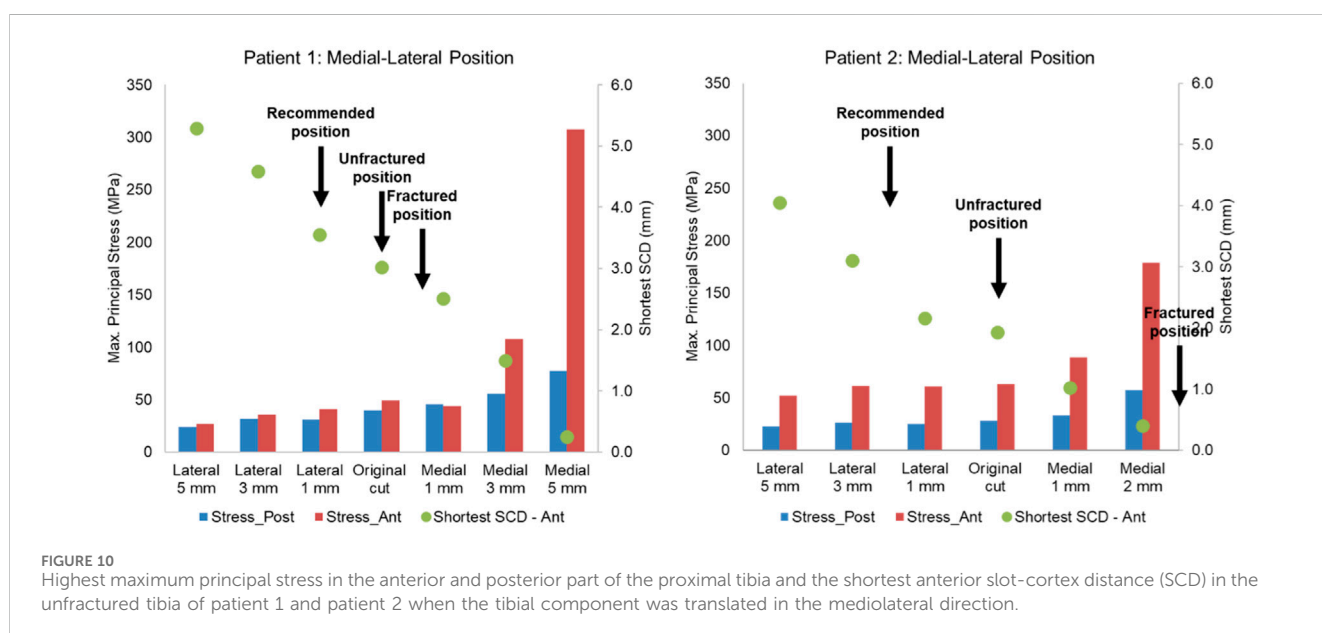 Patient 1: Medial-Lateral Position
350
300
250
200
150
100
50
0
Max. Principal Stress (MPa)
6.0
5.0
4.0
3.0
2.0
1.0
0.0
Shortest SCD (mm)
Recommended
position
Unfractured
position
Fractured
position
Lateral Lateral Lateral Original Medial Medial Medial
5 mm 3 mm 1 mm cut 1 mm 3 mm 5 mm
Stress_Post Stress_Ant Shortest SCD - Ant
Patient 2: Medial-Lateral Position
350
300
250
200
150
100
50
0
Max. Principal Stress (MPa)
6.0
5.0
4.0
3.0
2.0
1.0
0.0
Shortest SCD (mm)
Recommended
position
Unfractured
position
Fractured
position
Lateral Lateral Lateral Original Medial Medial
5 mm 3 mm 1 mm cut 1 mm 2 mm
Stress_Post Stress_Ant Shortest SCD - Ant
FIGURE 10
Highest maximum principal stress in the anterior and posterior part of the proximal tibia and the shortest anterior slot-cortex distance (SCD) in the
unfractured tibia of patient 1 and patient 2 when the tibial component was translated in the mediolateral direction.